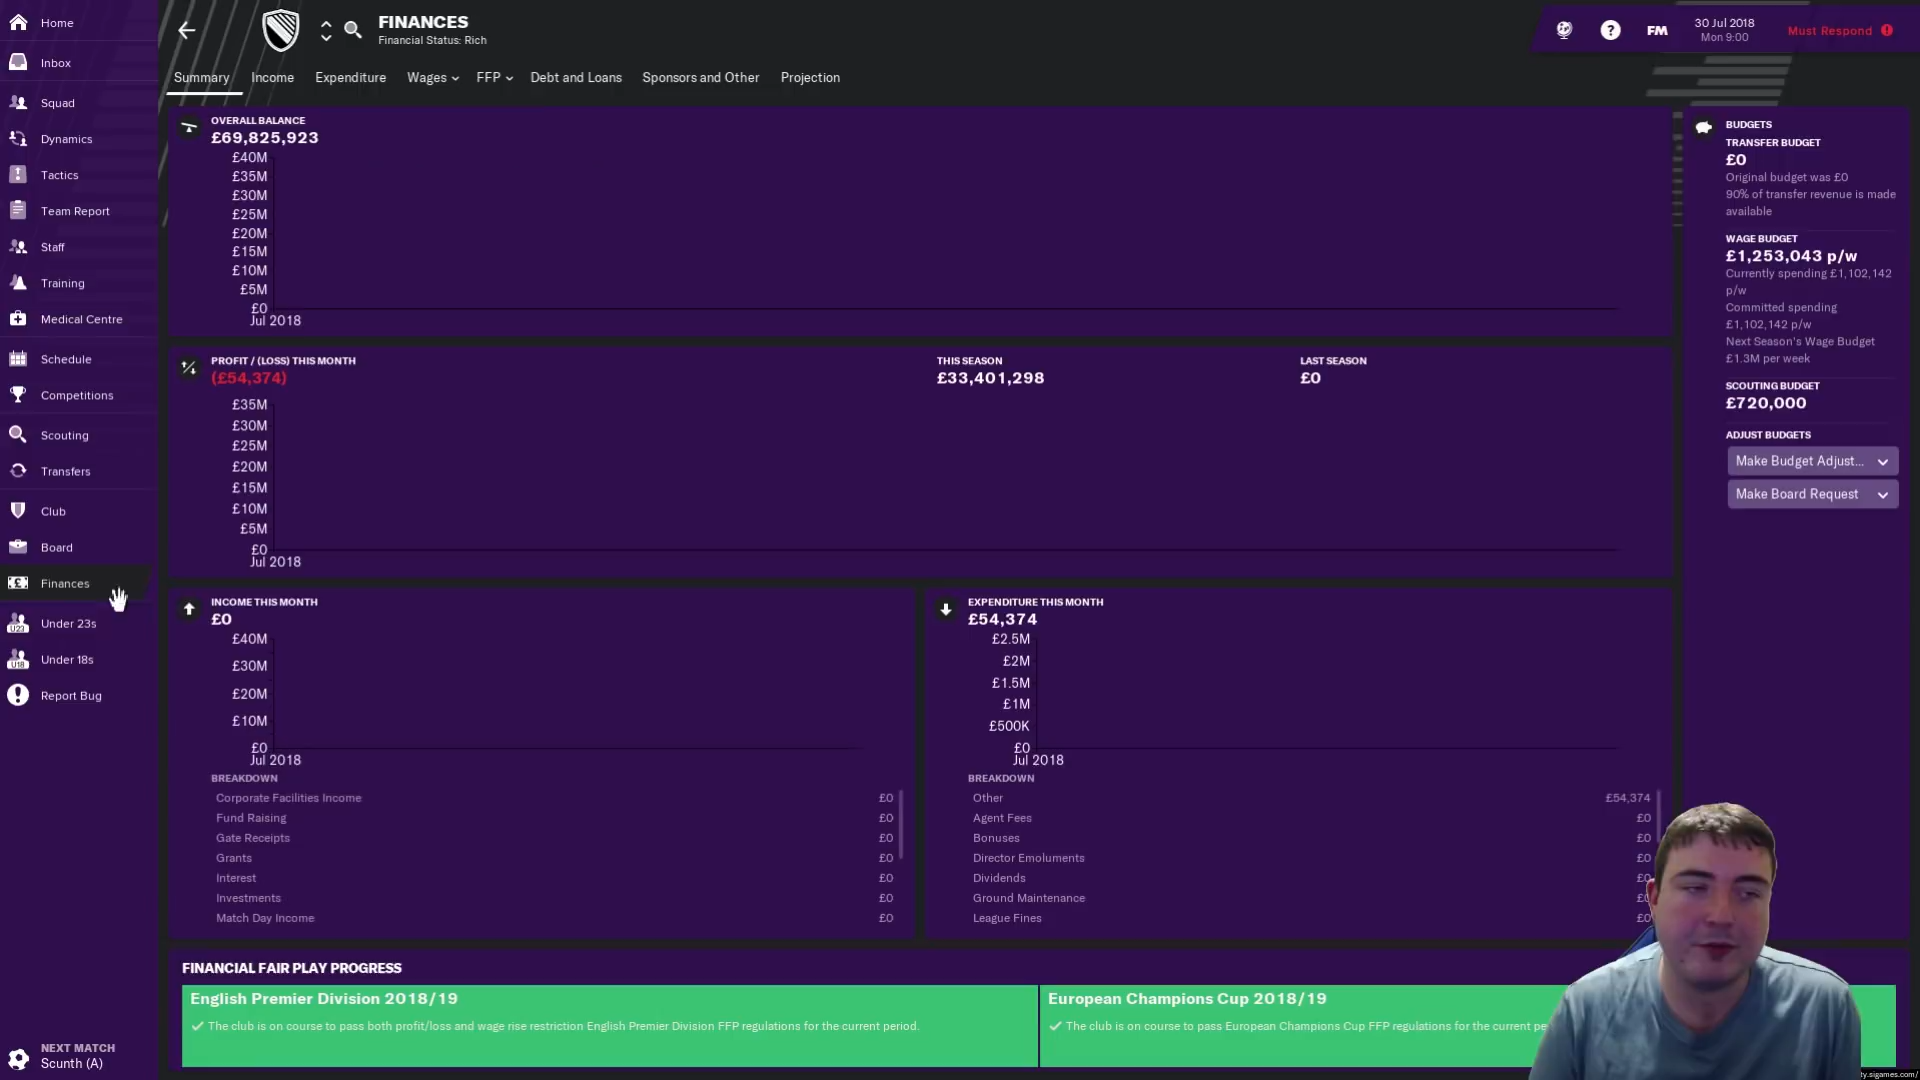 Home
Inbox
Squad
Dynamics
Tactics
Team Report
Staff
Training
Medical Centre
Schedule
Competitions
Scouting
Transfers
Club
Board
Finances
Under 23s
Under 18s
Report Bug
NEXT MATCH
Scunth (A)
FINANCES
Financial Status: Rich
FM
30 Jul 2018
Mon 9:00
Must Respond
Summary
Income
Expenditure
Wages
FFP
Debt and Loans
Sponsors and Other
Projection
OVERALL BALANCE
£69,825,923
£40M
£35M
£30M
£25M
£20M
£15M
£10M
£5M
£0
Jul 2018
PROFIT / (LOSS) THIS MONTH
(£54,374)
THIS SEASON
£33,401,298
LAST SEASON
£0
£35M
£30M
£25M
£20M
£15M
£10M
£5M
£0
Jul 2018
INCOME THIS MONTH
£0
£40M
£30M
£20M
£10M
£0
Jul 2018
BREAKDOWN
Corporate Facilities Income £0
Fund Raising £0
Gate Receipts £0
Grants £0
Interest £0
Investments £0
Match Day Income £0
EXPENDITURE THIS MONTH
£54,374
£2.5M
£2M
£1.5M
£1M
£500K
£0
Jul 2018
BREAKDOWN
Other £54,374
Agent Fees £0
Bonuses £0
Director Emoluments £0
Dividends £0
Ground Maintenance £0
League Fines £0
BUDGETS
TRANSFER BUDGET
£0
Original budget was £0
90% of transfer revenue is made
available
WAGE BUDGET
£1,253,043 p/w
Currently spending £1,102,142
p/w
Committed spending
£1,102,142 p/w
Next Season's Wage Budget
£1.3M per week
SCOUTING BUDGET
£720,000
ADJUST BUDGETS
Make Budget Adjust...
Make Board Request
FINANCIAL FAIR PLAY PROGRESS
English Premier Division 2018/19
The club is on course to pass both profit/loss and wage rise restriction English Premier Division FFP regulations for the current period.
European Champions Cup 2018/19
The club is on course to pass European Champions Cup FFP regulations for the current pe